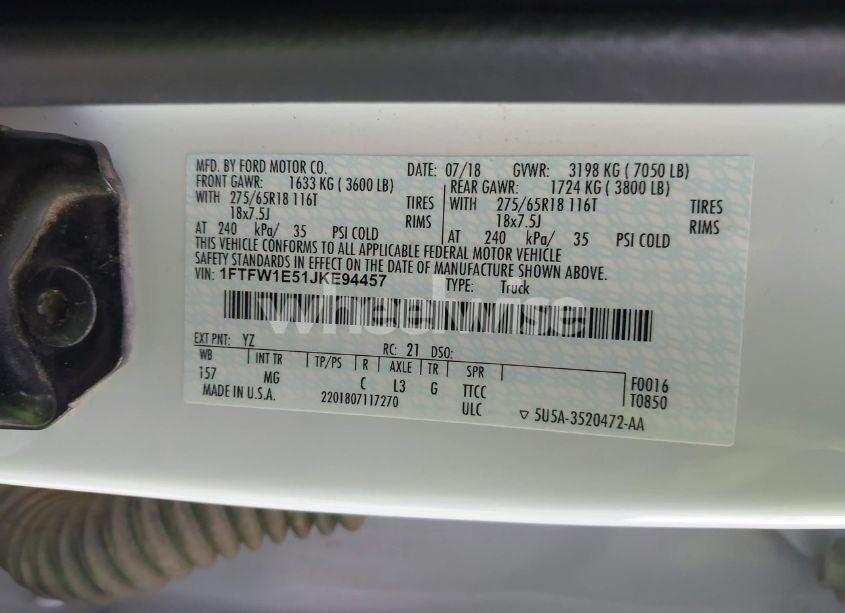 MFD. BY FORD MOTOR CO. DATE: 07/18 GVWR: 3198 KG ( 7050 LB)
FRONT GAWR: 1633 KG ( 3600 LB) REAR GAWR: 1724 KG ( 3800 LB)
WITH 275/65R18 116T TIRES WITH 275/65R18 116T TIRES
18x7.5J RIMS 18x7.5J RIMS
AT 240 kPa/ 35 PSI COLD AT 240 kPa/ 35 PSI COLD
THIS VEHICLE CONFORMS TO ALL APPLICABLE FEDERAL MOTOR VEHICLE
SAFETY STANDARDS IN EFFECT ON THE DATE OF MANUFACTURE SHOWN ABOVE.
VIN: 1FTFW1E51JKE94457 TYPE: Truck
wheelwise
EXT PNT: YZ RC: 21 DSO:
WB INT TR TP/PS R AXLE TR SPR F0016
157 MG C L3 G TTCC T0850
MADE IN U.S.A. 2201807117270 ULC ▽ 5U5A-3520472-AA